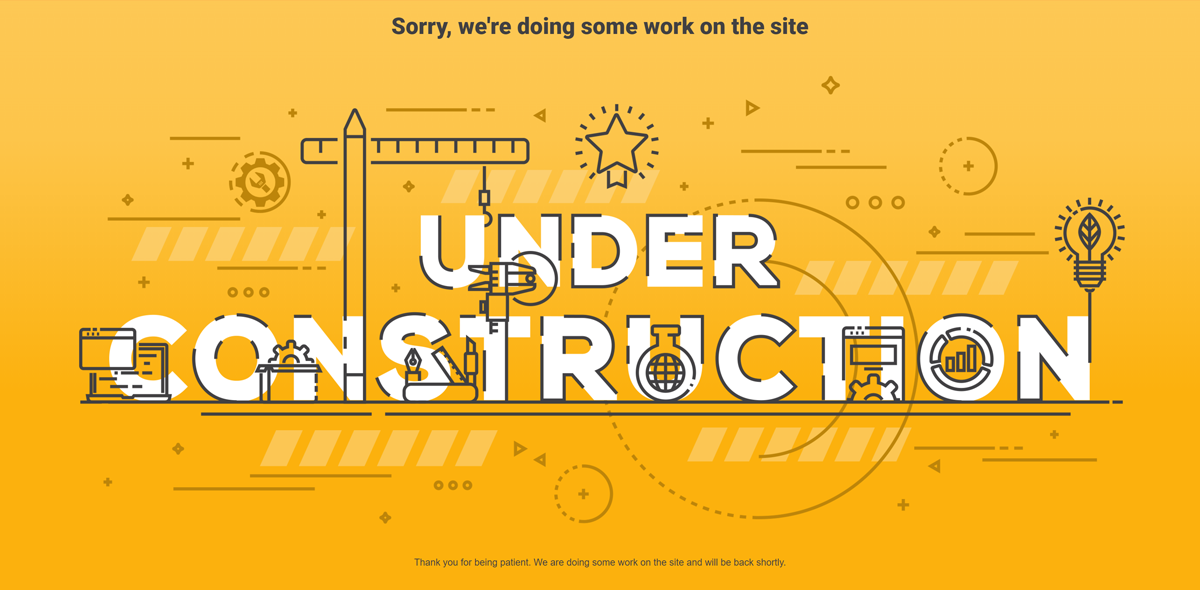 Sorry, we're doing some work on the site
UNDER
CONSTRUCTION
Thank you for being patient. We are doing some work on the site and will be back shortly.